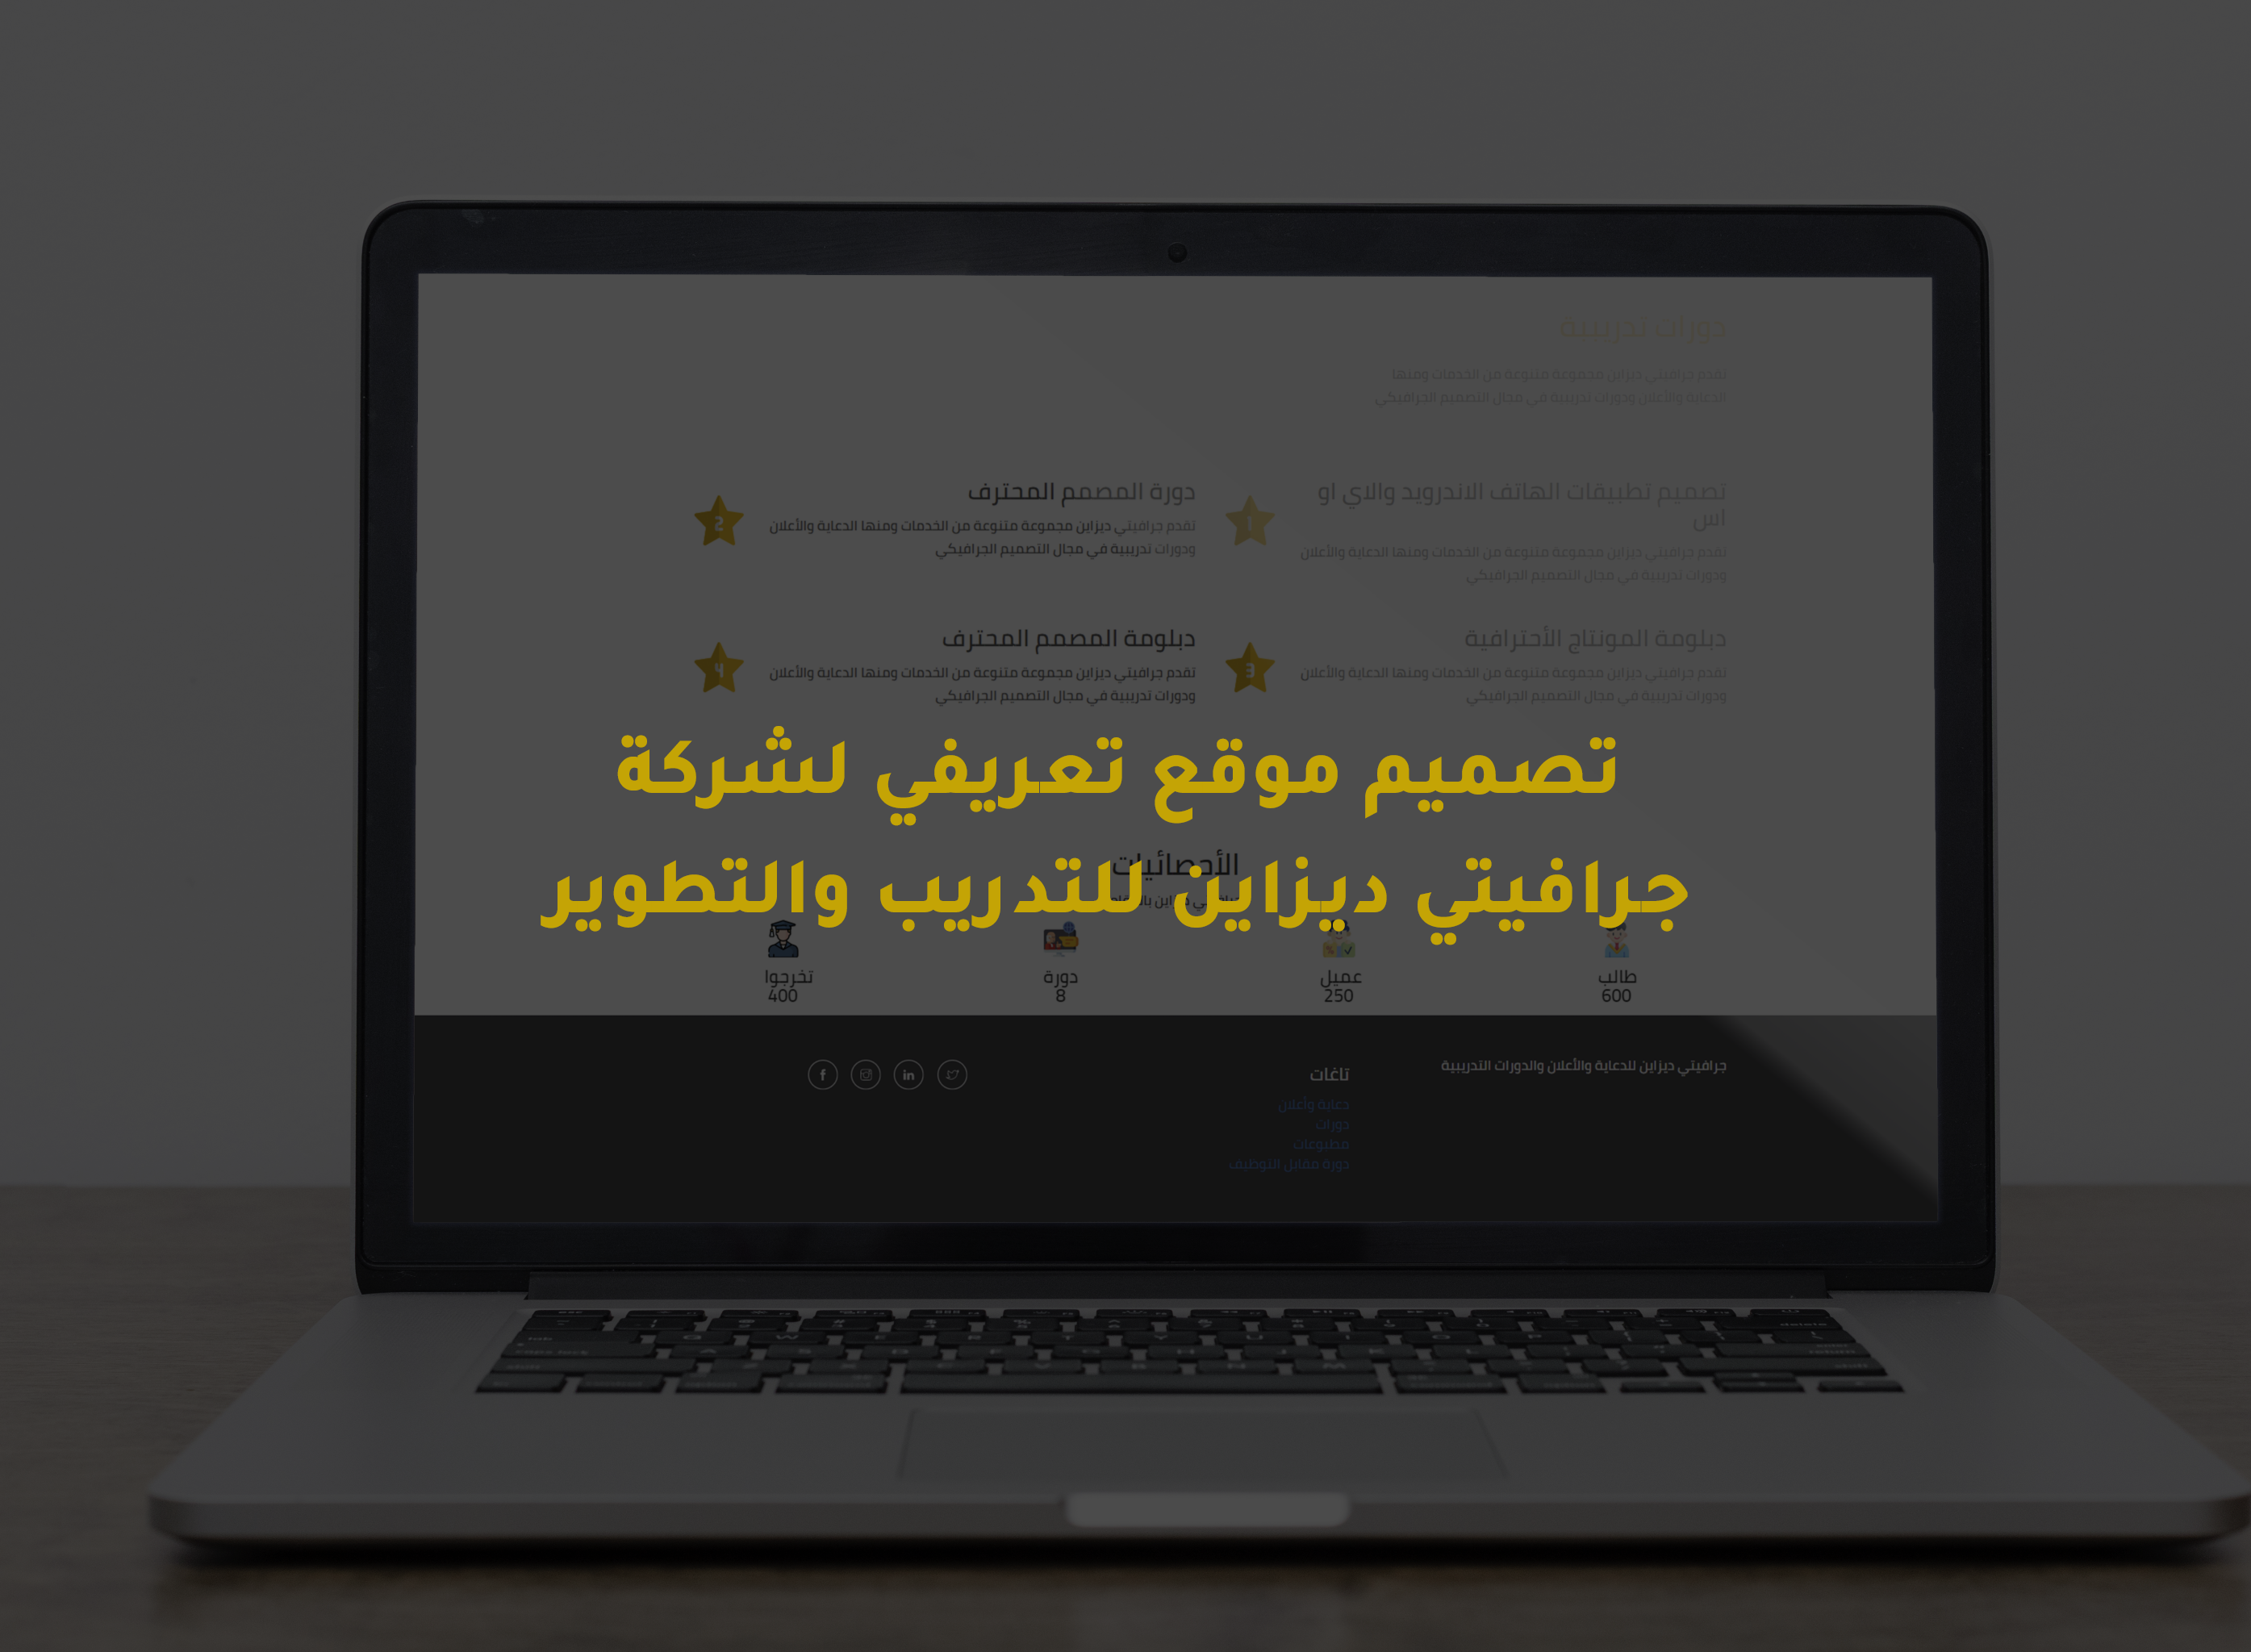 دورات تدريبية
تقدم جرافيتي ديزاين مجموعة متنوعة من الخدمات ومنها
الدعاية والأعلان ودورات تدريبية في مجال التصميم الجرافيكي
تصميم تطبيقات الهاتف الاندرويد والاي او
اس
1
تقدم جرافيتي ديزاين مجموعة متنوعة من الخدمات ومنها الدعاية والأعلان
ودورات تدريبية في مجال التصميم الجرافيكي
دورة المصمم المحترف
2
تقدم جرافيتي ديزاين مجموعة متنوعة من الخدمات ومنها الدعاية والأعلان
ودورات تدريبية في مجال التصميم الجرافيكي
دبلومة المونتاج الأحترافية
3
تقدم جرافيتي ديزاين مجموعة متنوعة من الخدمات ومنها الدعاية والأعلان
ودورات تدريبية في مجال التصميم الجرافيكي
دبلومة المصمم المحترف
4
تقدم جرافيتي ديزاين مجموعة متنوعة من الخدمات ومنها الدعاية والأعلان
ودورات تدريبية في مجال التصميم الجرافيكي
تصميم موقع تعريفي لشركة
جرافيتي ديزاين للتدريب والتطوير
الأحصائيات
طالب
600
عميل
250
دورة
8
تخرجوا
400
جرافيتي ديزاين للدعاية والأعلان والدورات التدريبية
تاغات
دعاية وأعلان
دورات
مطبوعات
دورة مقابل التوظيف